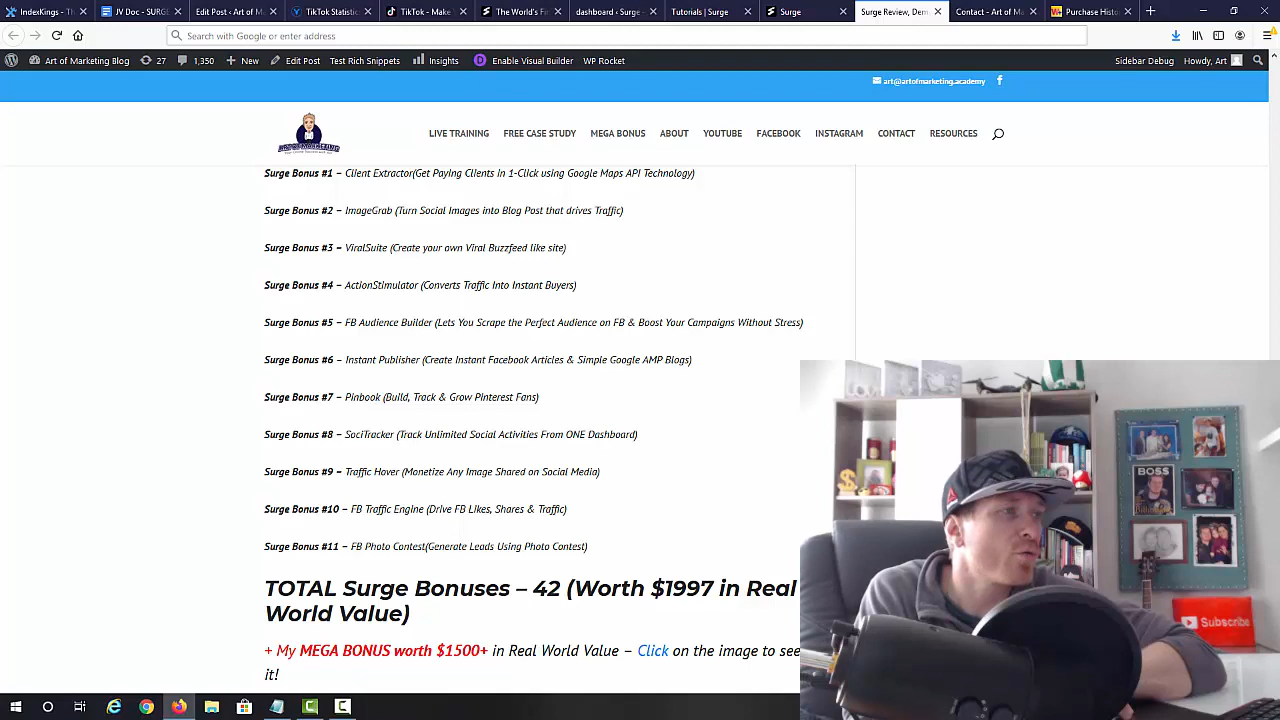 IndexKings - Th
JV Doc - SURGE
Edit Post ‹ Art of M
TikTok Statistic
TikTok - Make Y
The World's Fi
dashboard ‹ Surge -
Tutorials | Surge
Surge
Surge Review, Dem
Contact - Art of Ma
Purchase Histo
Search with Google or enter address
Art of Marketing Blog
27
1,350
New
Edit Post
Test Rich Snippets
Insights
Enable Visual Builder
WP Rocket
Sidebar Debug
Howdy, Art
art@artofmarketing.academy
ART OF MARKETING
LIVE TRAINING
FREE CASE STUDY
MEGA BONUS
ABOUT
YOUTUBE
FACEBOOK
INSTAGRAM
CONTACT
RESOURCES
Surge Bonus #1 – Client Extractor(Get Paying Clients in 1-Click using Google Maps API Technology)
Surge Bonus #2 – ImageGrab (Turn Social Images into Blog Post that drives Traffic)
Surge Bonus #3 – ViralSuite (Create your own Viral Buzzfeed like site)
Surge Bonus #4 – ActionStimulator (Converts Traffic Into Instant Buyers)
Surge Bonus #5 – FB Audience Builder (Lets You Scrape the Perfect Audience on FB & Boost Your Campaigns Without Stress)
Surge Bonus #6 – Instant Publisher (Create Instant Facebook Articles & Simple Google AMP Blogs)
Surge Bonus #7 – Pinbook (Build, Track & Grow Pinterest Fans)
Surge Bonus #8 – SociTracker (Track Unlimited Social Activities From ONE Dashboard)
Surge Bonus #9 – Traffic Hover (Monetize Any Image Shared on Social Media)
Surge Bonus #10 – FB Traffic Engine (Drive FB Likes, Shares & Traffic)
Surge Bonus #11 – FB Photo Contest(Generate Leads Using Photo Contest)
TOTAL Surge Bonuses – 42 (Worth $1997 in Real
World Value)
+ My MEGA BONUS worth $1500+ in Real World Value – Click on the image to see
it!
BOSS
Subscribe